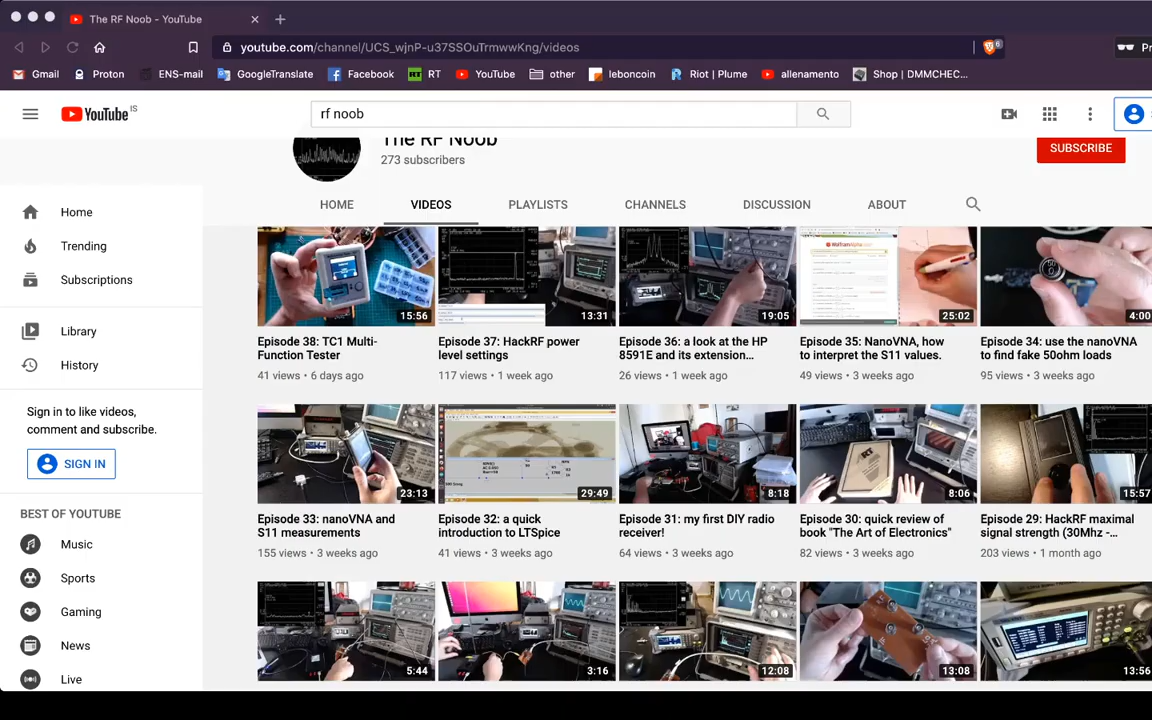 The RF Noob - YouTube
youtube.com/channel/UCS_wjnP-u37SSOuTrmwwKng/videos
6
Pr
Gmail Proton ENS-mail GoogleTranslate Facebook RT YouTube other leboncoin Riot | Plume allenamento Shop | DMMCHEC...
YouTube IS
rf noob
The RF Noob
273 subscribers
SUBSCRIBE
HOME VIDEOS PLAYLISTS CHANNELS DISCUSSION ABOUT
Home
Trending
Subscriptions
Library
History
Sign in to like videos,
comment and subscribe.
SIGN IN
BEST OF YOUTUBE
Music
Sports
Gaming
News
Live
15:56
13:31
19:05
25:02
4:00
Episode 38: TC1 Multi-
Function Tester
41 views • 6 days ago
Episode 37: HackRF power
level settings
117 views • 1 week ago
Episode 36: a look at the HP
8591E and its extension...
26 views • 1 week ago
Episode 35: NanoVNA, how
to interpret the S11 values.
49 views • 3 weeks ago
Episode 34: use the nanoVNA
to find fake 50ohm loads
95 views • 3 weeks ago
23:13
29:49
8:18
8:06
15:57
Episode 33: nanoVNA and
S11 measurements
155 views • 3 weeks ago
Episode 32: a quick
introduction to LTSpice
41 views • 3 weeks ago
Episode 31: my first DIY radio
receiver!
64 views • 3 weeks ago
Episode 30: quick review of
book "The Art of Electronics"
82 views • 3 weeks ago
Episode 29: HackRF maximal
signal strength (30Mhz -...
203 views • 1 month ago
5:44
3:16
12:08
13:08
13:56